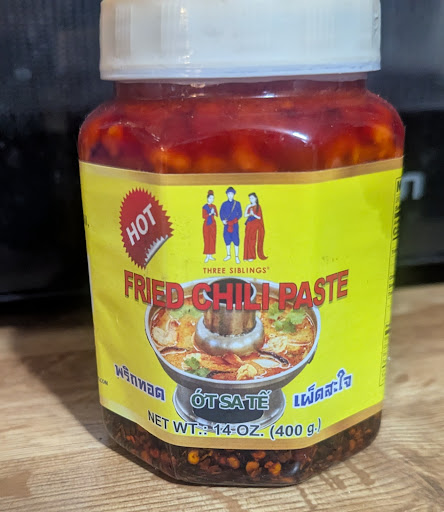 HOT
THREE SIBLINGS®
FRIED CHILI PASTE
พริกทอด
ỚT SA TẾ
เผ็ดสะใจ
NET WT.: 14 OZ. (400 g.)